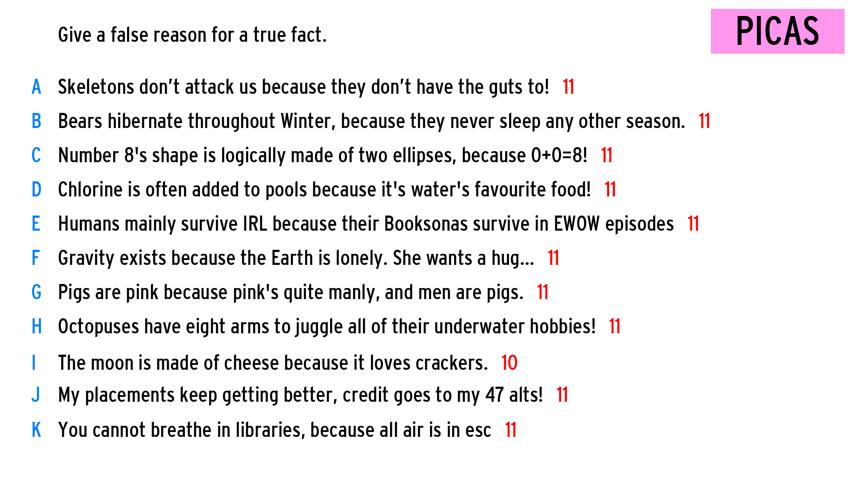 Give a false reason for a true fact.
PICAS
A Skeletons don't attack us because they don't have the guts to! 11
B Bears hibernate throughout Winter, because they never sleep any other season. 11
C Number 8's shape is logically made of two ellipses, because 0+0=8! 11
D Chlorine is often added to pools because it's water's favourite food! 11
E Humans mainly survive IRL because their Booksonas survive in EWOW episodes 11
F Gravity exists because the Earth is lonely. She wants a hug... 11
G Pigs are pink because pink's quite manly, and men are pigs. 11
H Octopuses have eight arms to juggle all of their underwater hobbies! 11
I The moon is made of cheese because it loves crackers. 10
J My placements keep getting better, credit goes to my 47 alts! 11
K You cannot breathe in libraries, because all air is in esc 11